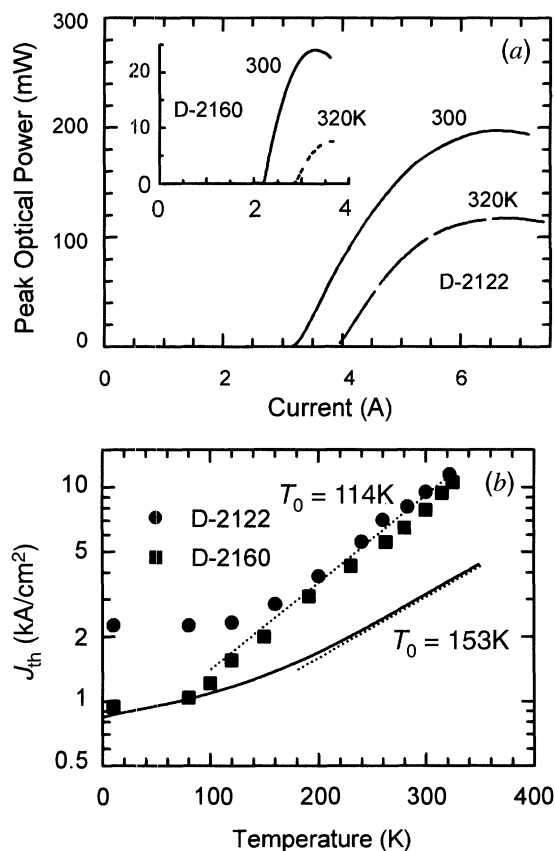 300
(a)
20
300
D-2160
200
10
320K
300
0
0
2
4
320K
100
D-2122
0
0
2
4
6
Peak Optical Power (mW)
Current (A)
10
(b)
T₀ = 114K
D-2122
D-2160
5
2
T₀ = 153K
1
0.5
0
100
200
300
400
J_th (kA/cm²)
Temperature (K)